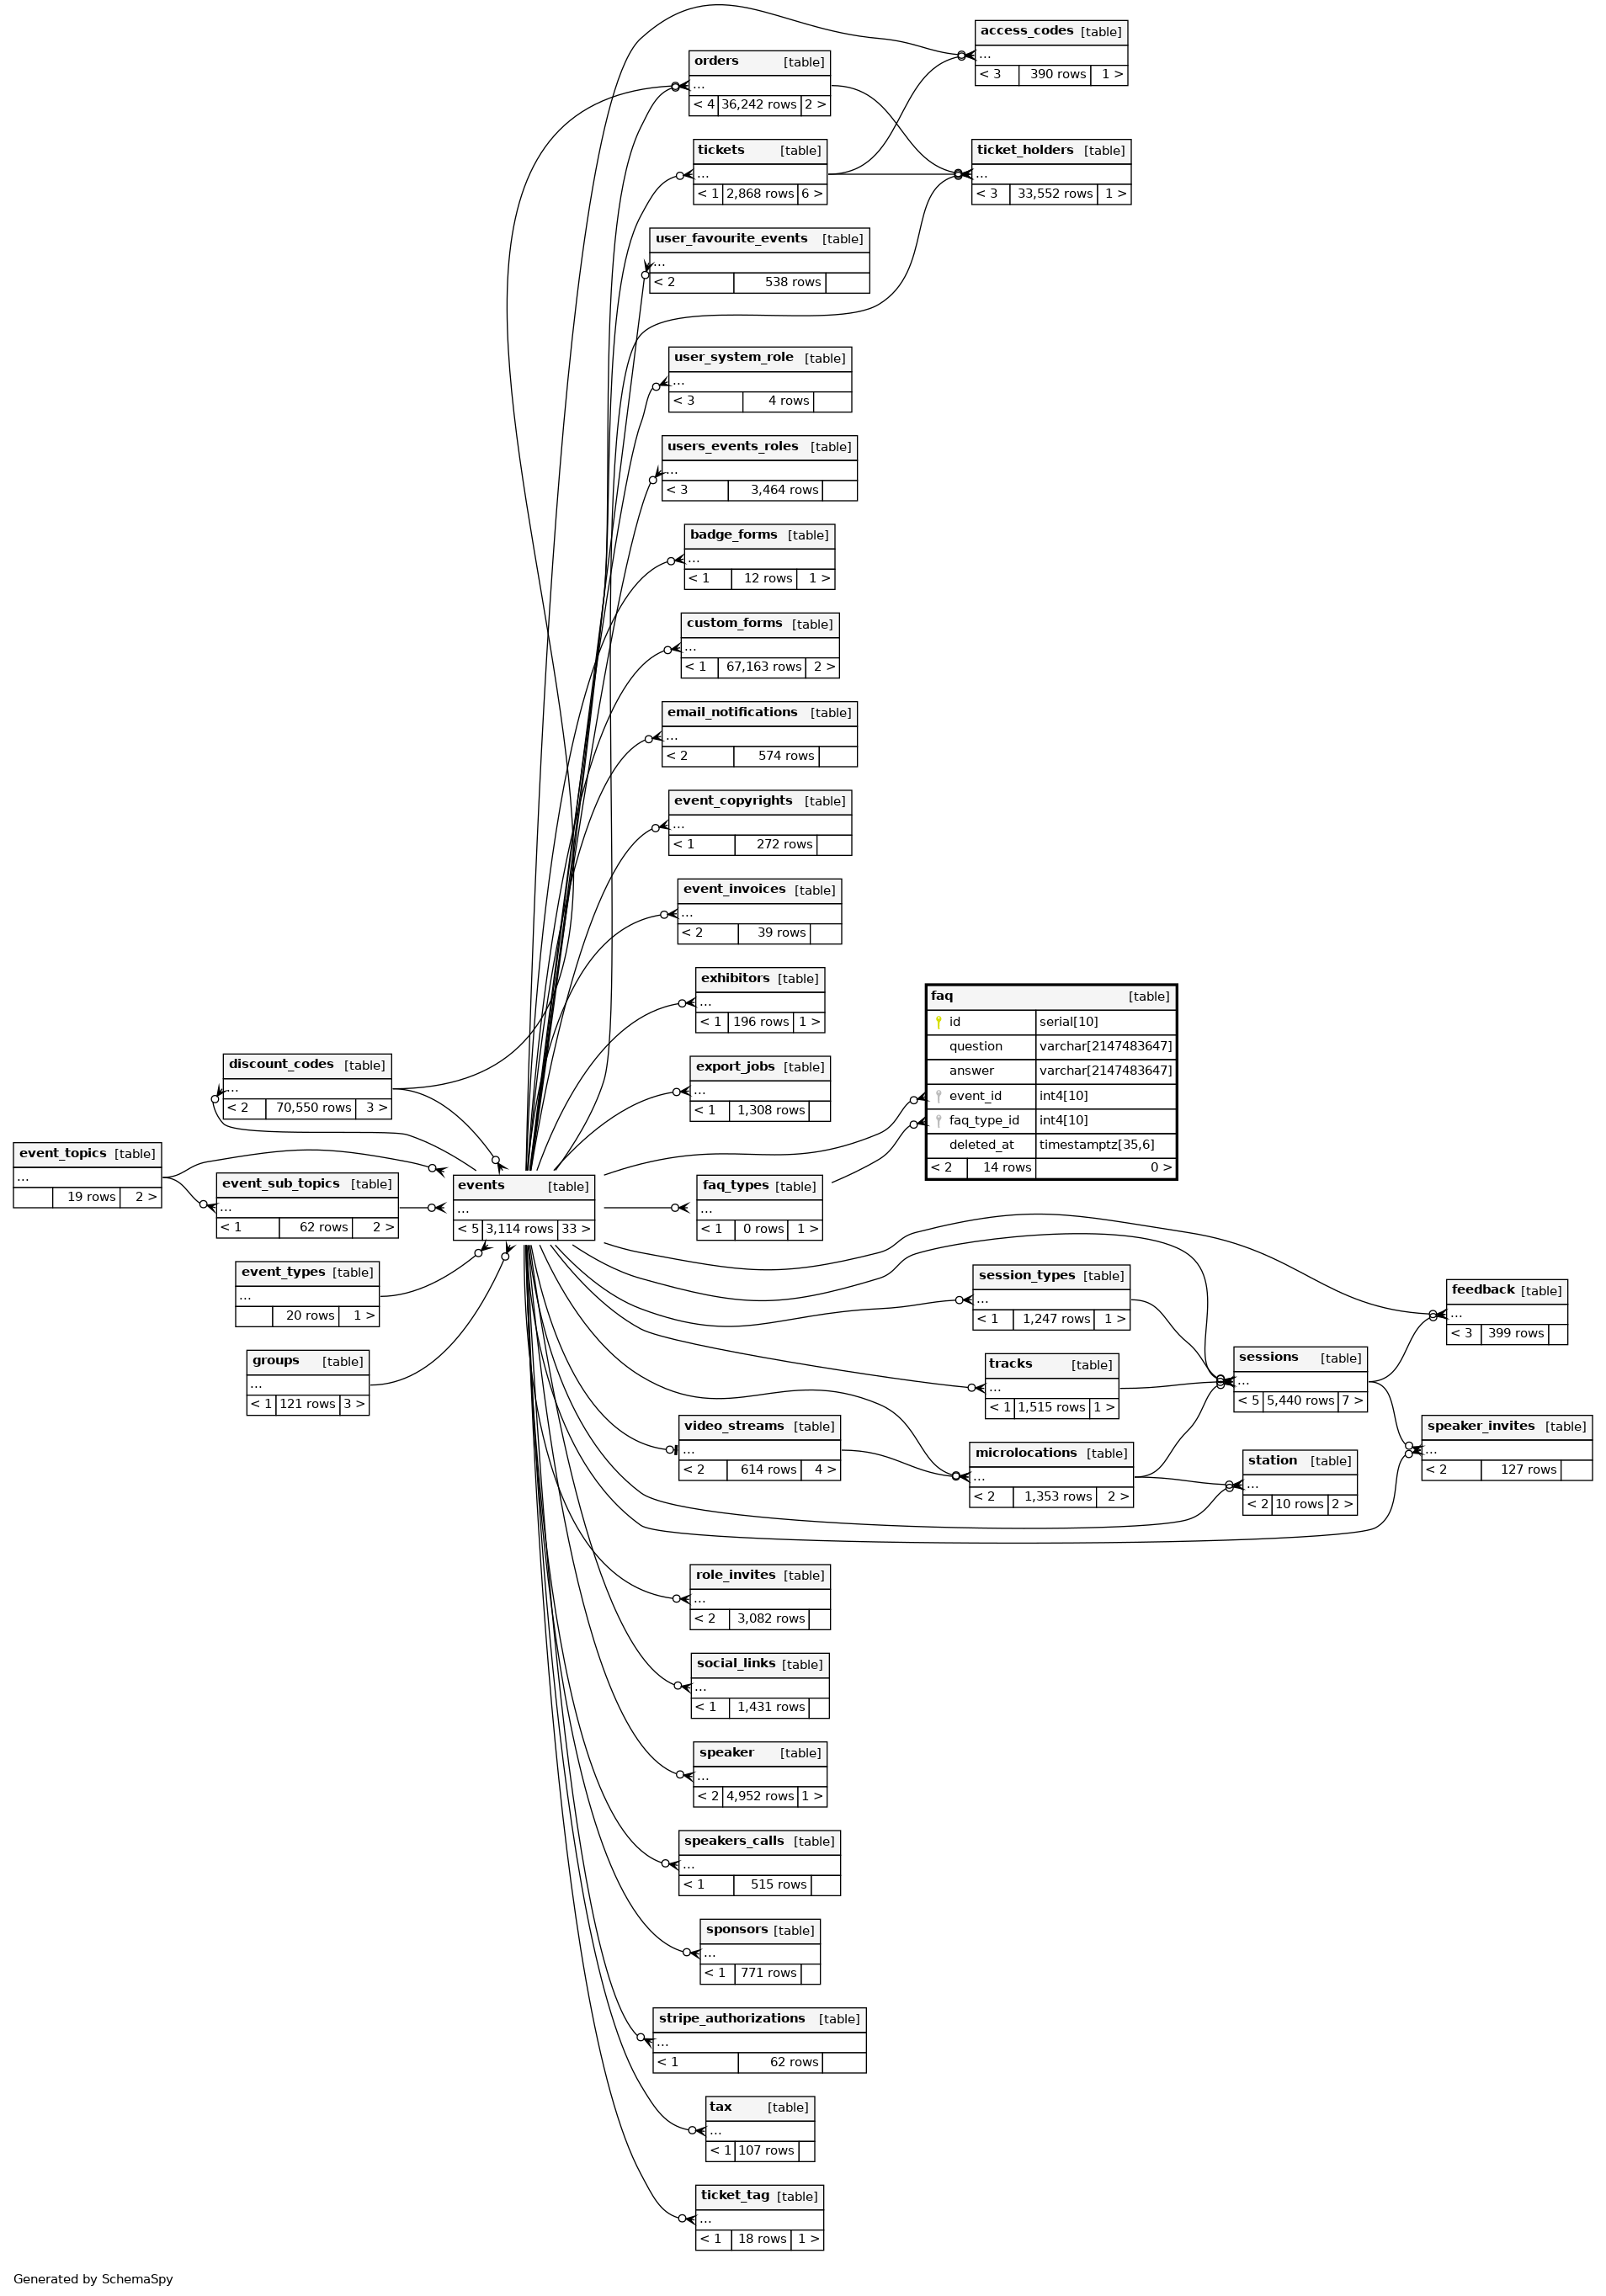 access_codes [table]
...
< 3 390 rows 1 >
orders [table]
...
< 4 36,242 rows 2 >
tickets [table]
...
< 1 2,868 rows 6 >
ticket_holders [table]
...
< 3 33,552 rows 1 >
user_favourite_events [table]
...
< 2 538 rows
user_system_role [table]
...
< 3 4 rows
users_events_roles [table]
...
< 3 3,464 rows
badge_forms [table]
...
< 1 12 rows 1 >
custom_forms [table]
...
< 1 67,163 rows 2 >
email_notifications [table]
...
< 2 574 rows
event_copyrights [table]
...
< 1 272 rows
event_invoices [table]
...
< 2 39 rows
exhibitors [table]
...
< 1 196 rows 1 >
faq [table]
id serial[10]
question varchar[2147483647]
answer varchar[2147483647]
event_id int4[10]
faq_type_id int4[10]
deleted_at timestamptz[35,6]
< 2 14 rows 0 >
discount_codes [table]
...
< 2 70,550 rows 3 >
export_jobs [table]
...
< 1 1,308 rows
event_topics [table]
...
19 rows 2 >
event_sub_topics [table]
...
< 1 62 rows 2 >
events [table]
...
< 5 3,114 rows 33 >
faq_types [table]
...
< 1 0 rows 1 >
event_types [table]
...
20 rows 1 >
session_types [table]
...
< 1 1,247 rows 1 >
feedback [table]
...
< 3 399 rows
groups [table]
...
< 1 121 rows 3 >
tracks [table]
...
< 1 1,515 rows 1 >
sessions [table]
...
< 5 5,440 rows 7 >
video_streams [table]
...
< 2 614 rows 4 >
microlocations [table]
...
< 2 1,353 rows 2 >
station [table]
...
< 2 10 rows 2 >
speaker_invites [table]
...
< 2 127 rows
role_invites [table]
...
< 2 3,082 rows
social_links [table]
...
< 1 1,431 rows
speaker [table]
...
< 2 4,952 rows 1 >
speakers_calls [table]
...
< 1 515 rows
sponsors [table]
...
< 1 771 rows
stripe_authorizations [table]
...
< 1 62 rows
tax [table]
...
< 1 107 rows
ticket_tag [table]
...
< 1 18 rows 1 >
Generated by SchemaSpy